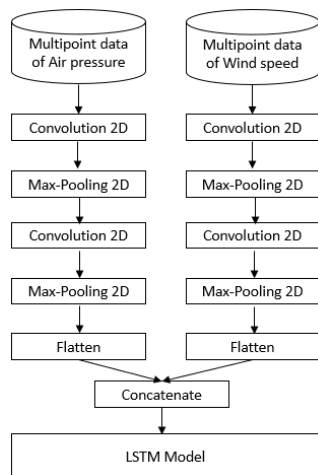 Multipoint data
of Air pressure
Multipoint data
of Wind speed
Convolution 2D
Convolution 2D
Max-Pooling 2D
Max-Pooling 2D
Convolution 2D
Convolution 2D
Max-Pooling 2D
Max-Pooling 2D
Flatten
Flatten
Concatenate
LSTM Model